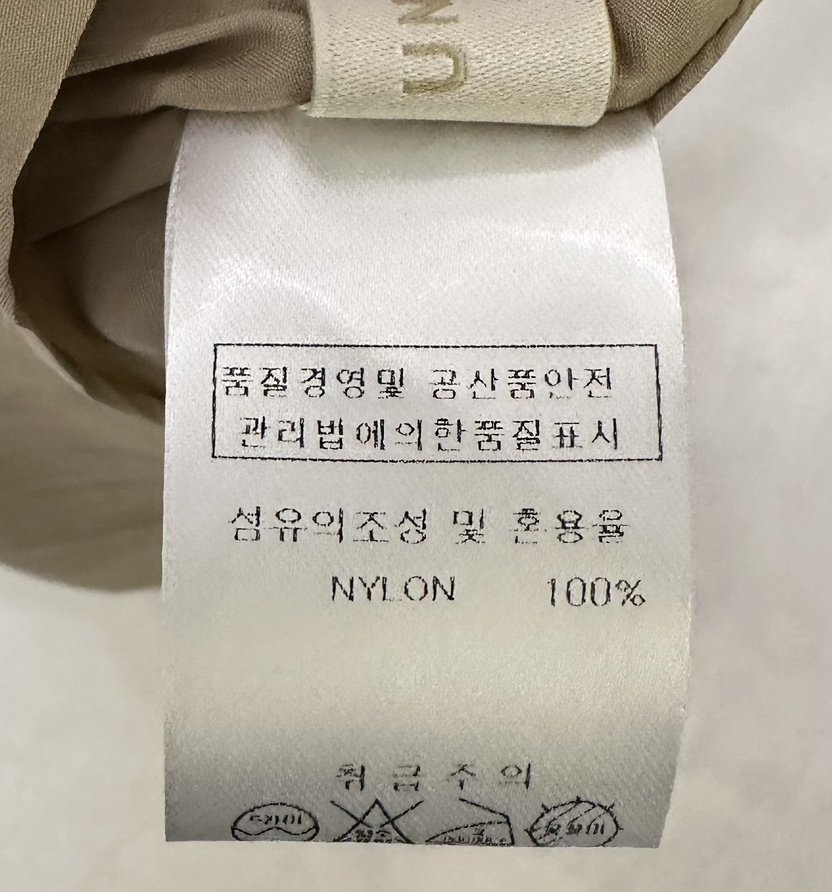 UN
품질경영및 공산품안전
관리법에의한품질표시
섬유의조성 및 혼용율
NYLON 100%
취급주의